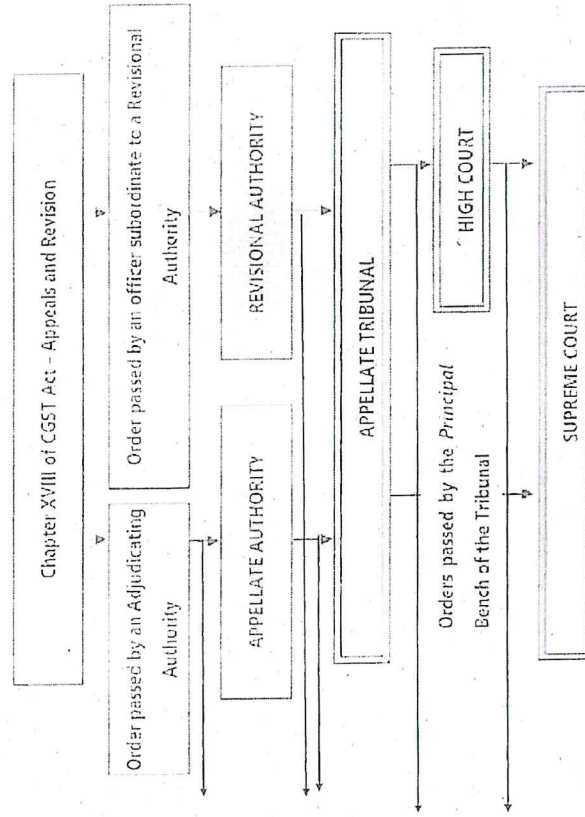 Chapter XVIII of CGST Act – Appeals and Revision
Order passed by an Adjudicating
Authority
Order passed by an officer subordinate to a Revisional
Authority
APPELLATE AUTHORITY
REVISIONAL AUTHORITY
APPELLATE TRIBUNAL
Orders passed by the Principal
Bench of the Tribunal
HIGH COURT
SUPREME COURT